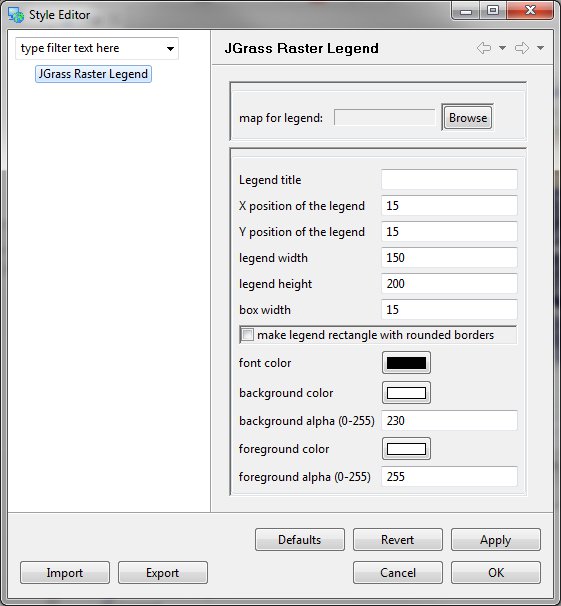 Style Editor
type filter text here
JGrass Raster Legend
JGrass Raster Legend
map for legend:
Browse
Legend title
X position of the legend 15
Y position of the legend 15
legend width 150
legend height 200
box width 15
make legend rectangle with rounded borders
font color
background color
background alpha (0-255) 230
foreground color
foreground alpha (0-255) 255
Defaults Revert Apply
Import Export Cancel OK